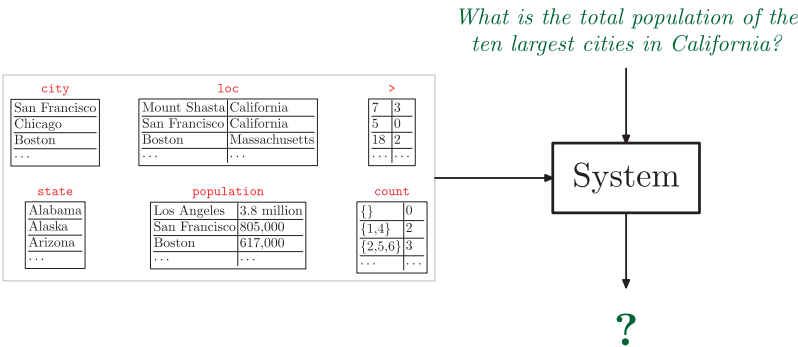 What is the total population of the
ten largest cities in California?
city
San Francisco
Chicago
Boston
...
loc
Mount Shasta California
San Francisco California
Boston Massachusetts
... ...
>
7 3
5 0
18 2
... ...
state
Alabama
Alaska
Arizona
...
population
Los Angeles 3.8 million
San Francisco 805,000
Boston 617,000
... ...
count
{} 0
{1,4} 2
{2,5,6} 3
... ...
System
?